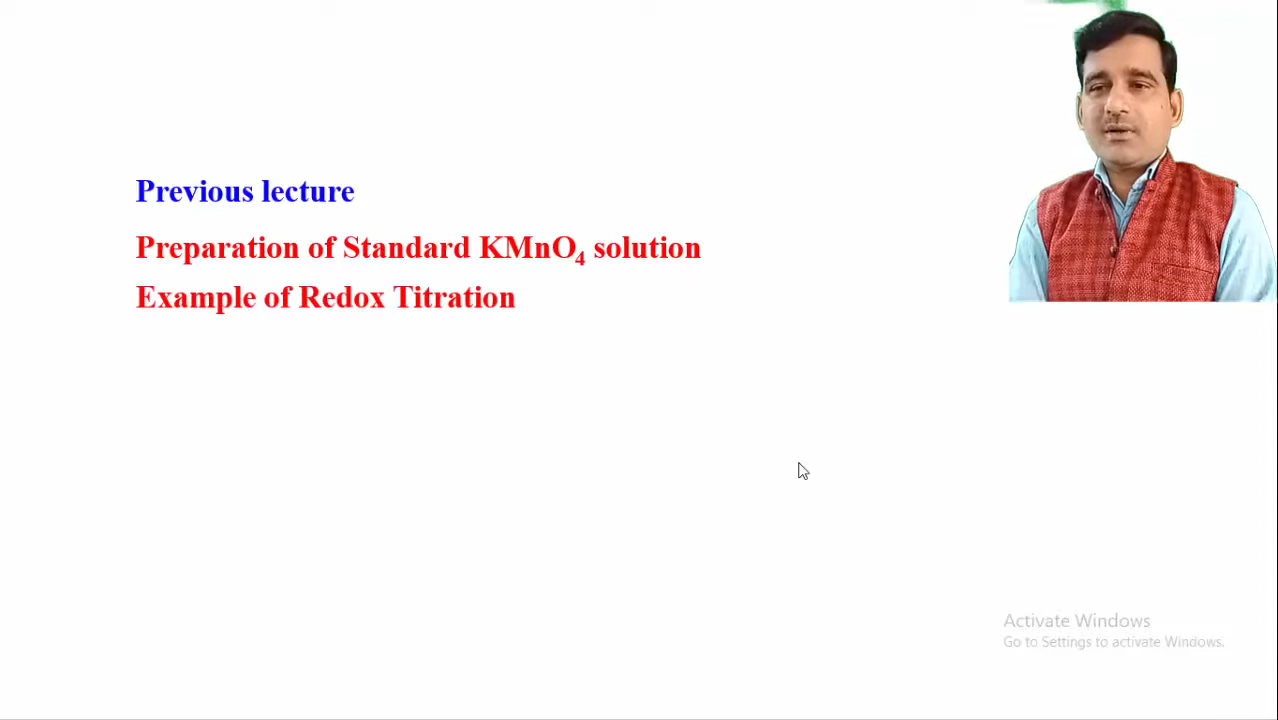 Previous lecture
Preparation of Standard KMnO₄ solution
Example of Redox Titration
Activate Windows
Go to Settings to activate Windows.